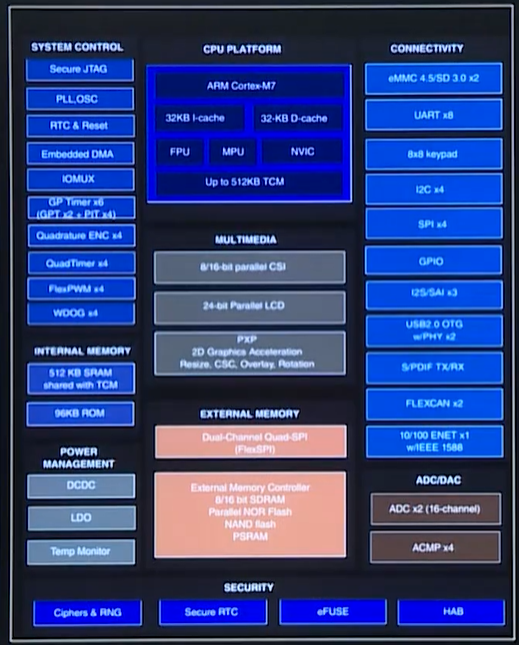 SYSTEM CONTROL
Secure JTAG
PLL,OSC
RTC & Reset
Embedded DMA
IOMUX
GP Timer x6
(GPT x2 + PIT x4)
Quadrature ENC x4
QuadTimer x4
FlexPWM x4
WDOG x4
INTERNAL MEMORY
512 KB SRAM
shared with TCM
96KB ROM
POWER
MANAGEMENT
DCDC
LDO
Temp Monitor
CPU PLATFORM
ARM Cortex-M7
32KB I-cache
32-KB D-cache
FPU
MPU
NVIC
Up to 512KB TCM
MULTIMEDIA
8/16-bit parallel CSI
24-bit Parallel LCD
PXP
2D Graphics Acceleration
Resize, CSC, Overlay, Rotation
EXTERNAL MEMORY
Dual-Channel Quad-SPI
(FlexSPI)
External Memory Controller
8/16 bit SDRAM
Parallel NOR Flash
NAND flash
PSRAM
CONNECTIVITY
eMMC 4.5/SD 3.0 x2
UART x8
8x8 keypad
I2C x4
SPI x4
GPIO
I2S/SAI x3
USB2.0 OTG
w/PHY x2
S/PDIF TX/RX
FLEXCAN x2
10/100 ENET x1
w/IEEE 1588
ADC/DAC
ADC x2 (16-channel)
ACMP x4
SECURITY
Ciphers & RNG
Secure RTC
eFUSE
HAB